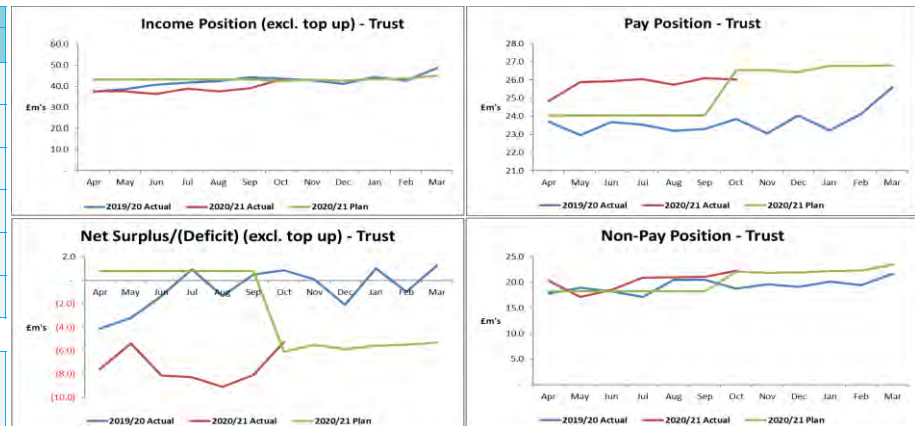 Income Position (excl. top up) - Trust
60.0
50.0
40.0
£m's
30.0
20.0
10.0
-
Apr May Jun Jul Aug Sep Oct Nov Dec Jan Feb Mar
2019/20 Actual 2020/21 Actual 2020/21 Plan
Pay Position - Trust
28.0
27.0
26.0
25.0
£m's
24.0
23.0
22.0
21.0
Apr May Jun Jul Aug Sep Oct Nov Dec Jan Feb Mar
2019/20 Actual 2020/21 Actual 2020/21 Plan
Net Surplus/(Deficit) (excl. top up) - Trust
2.0
-
Apr May Jun Jul Aug Sep Oct Nov Dec Jan Feb Mar
(2.0)
(4.0)
£m's
(6.0)
(8.0)
(10.0)
2019/20 Actual 2020/21 Actual 2020/21 Plan
Non-Pay Position - Trust
25.0
20.0
15.0
£m's
10.0
5.0
-
Apr May Jun Jul Aug Sep Oct Nov Dec Jan Feb Mar
2019/20 Actual 2020/21 Actual 2020/21 Plan